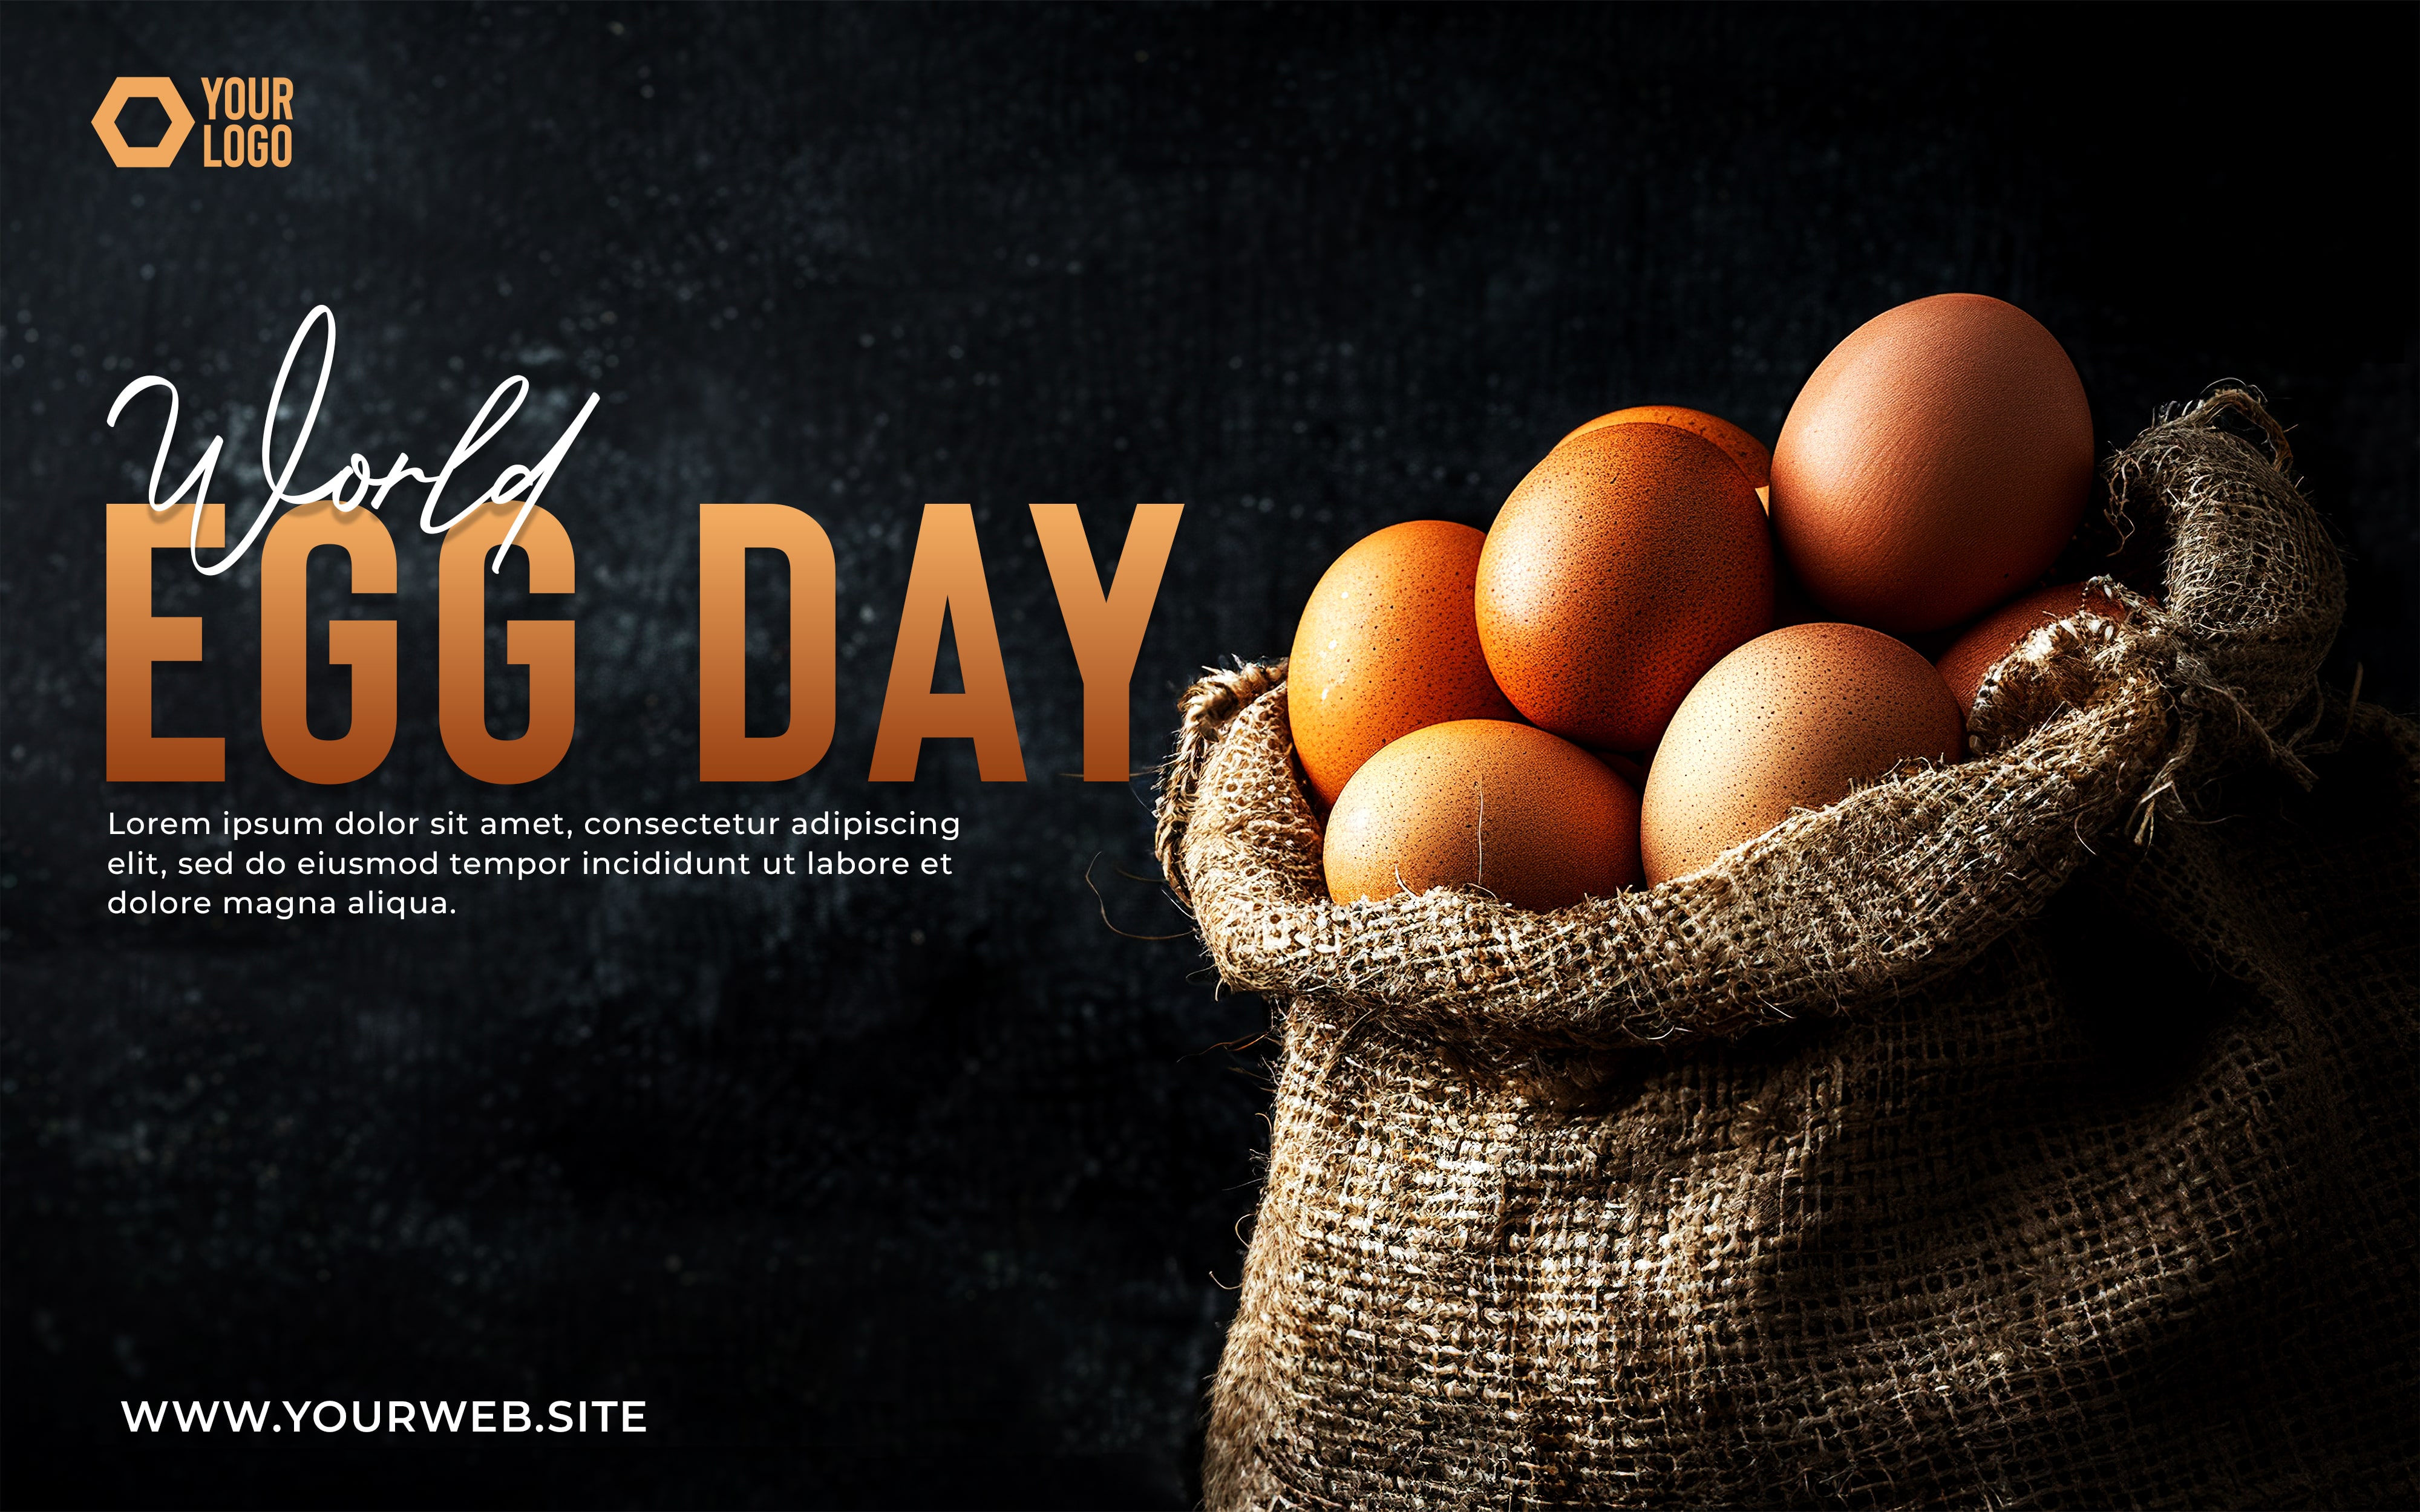 YOUR
LOGO
World
EGG DAY
Lorem ipsum dolor sit amet, consectetur adipiscing
elit, sed do eiusmod tempor incididunt ut labore et
dolore magna aliqua.
WWW.YOURWEB.SITE